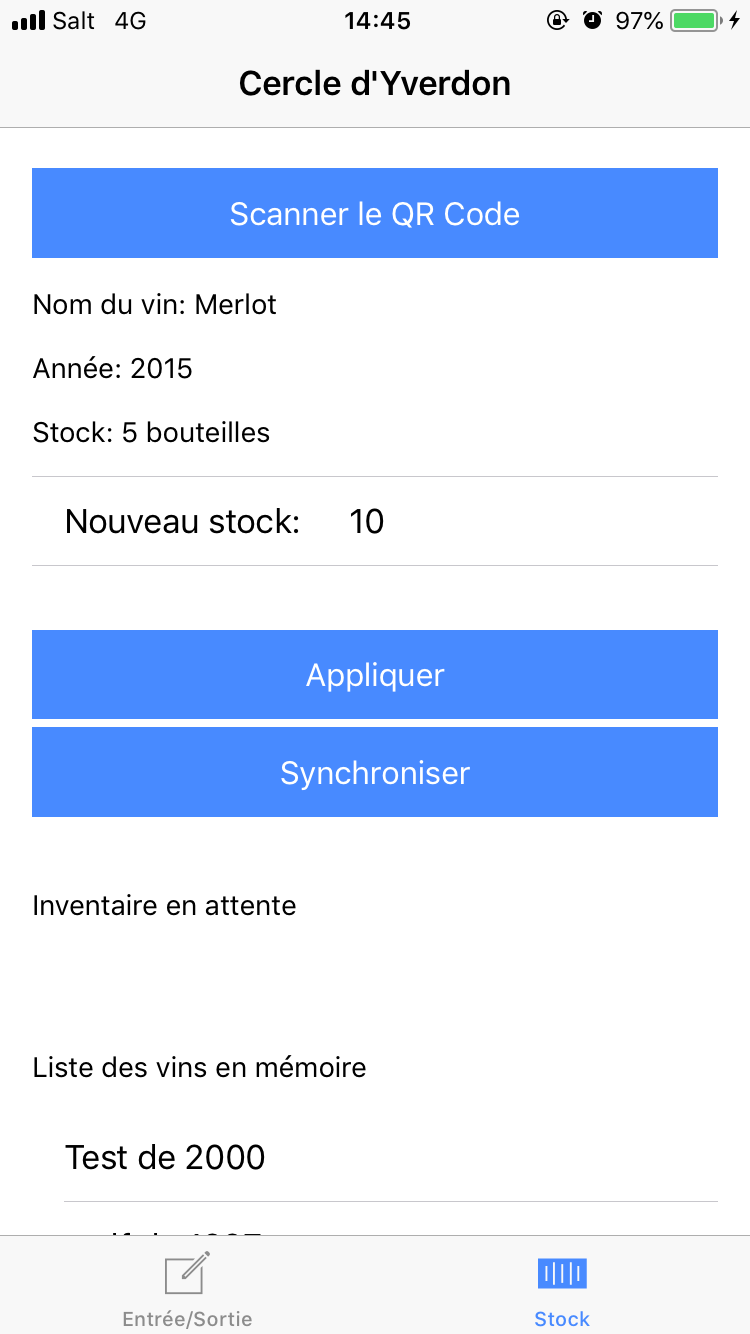 Salt 4G 14:45 97%
Cercle d'Yverdon
Scanner le QR Code
Nom du vin: Merlot
Année: 2015
Stock: 5 bouteilles
Nouveau stock: 10
Appliquer
Synchroniser
Inventaire en attente
Liste des vins en mémoire
Test de 2000
Entrée/Sortie Stock